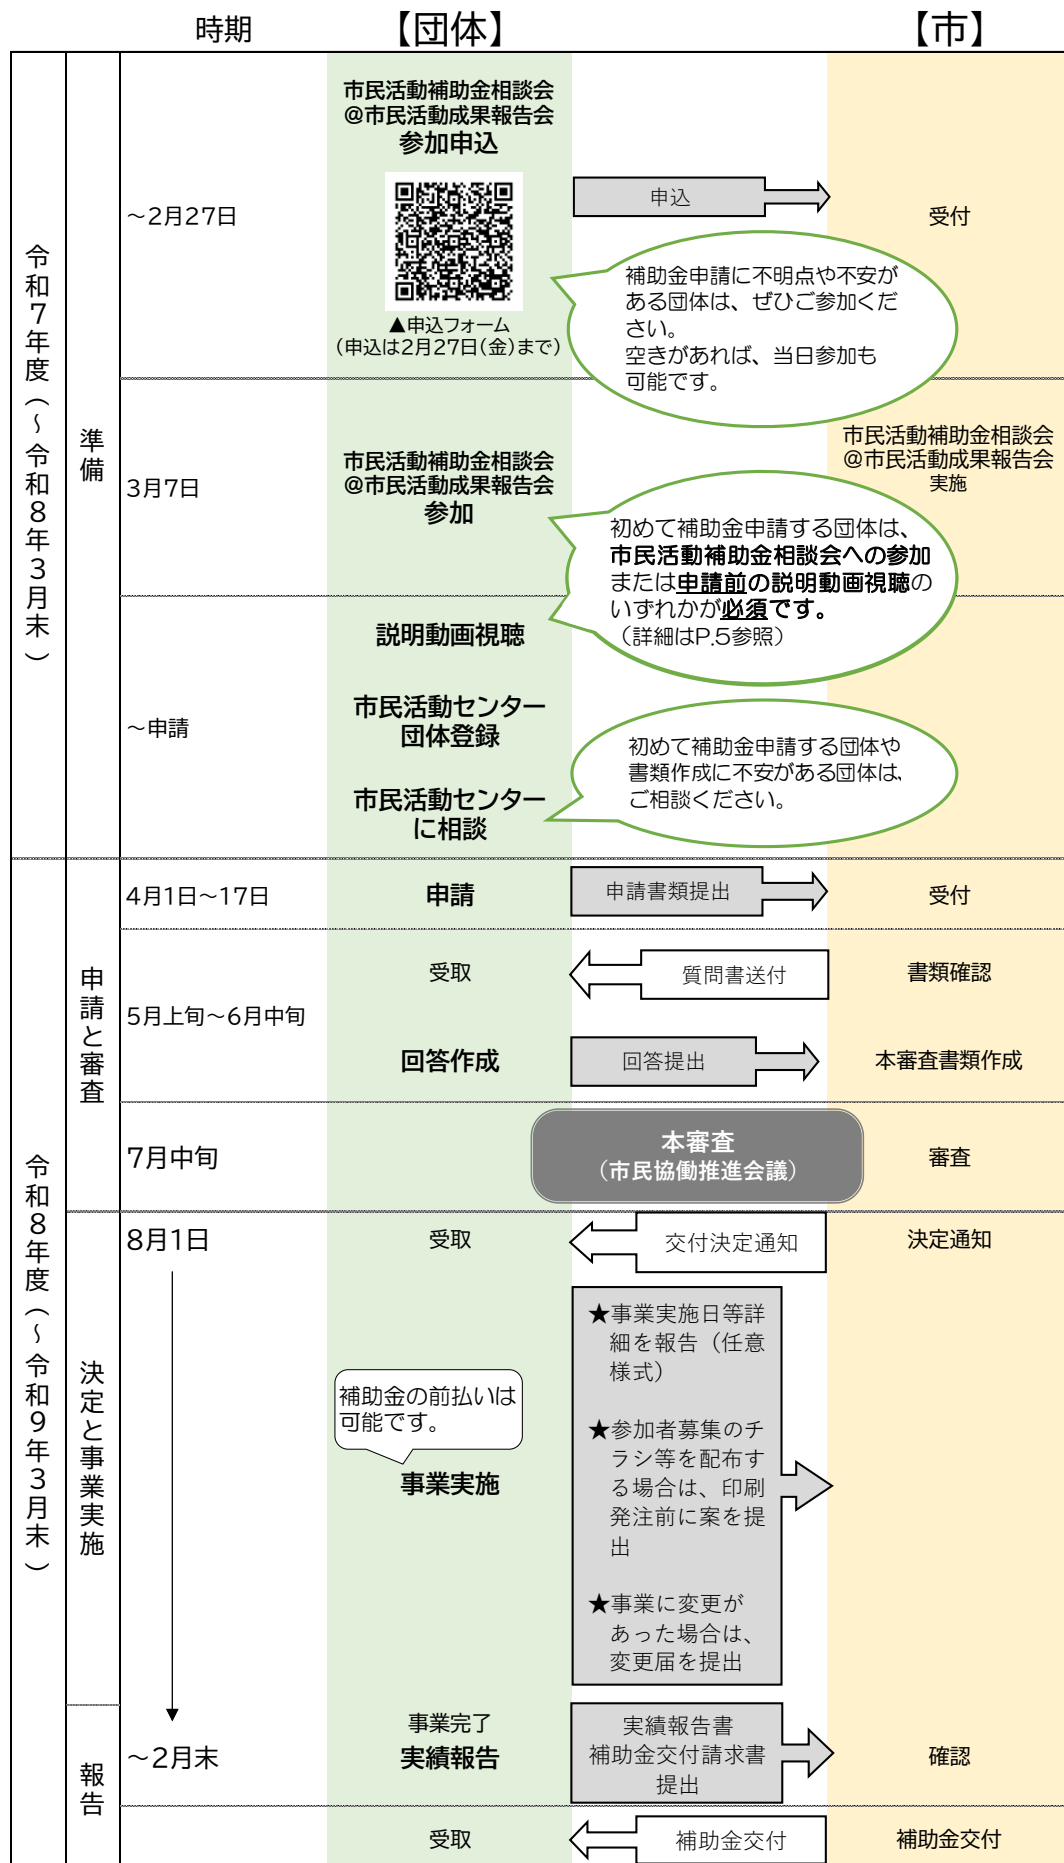 時期
【団体】
【市】
令和7年度（～令和8年3月末）
準備
～2月27日
市民活動補助金相談会
@市民活動成果報告会
参加申込
▲申込フォーム
(申込は2月27日(金)まで)
申込
受付
補助金申請に不明点や不安が
ある団体は、ぜひご参加くだ
さい。
空きがあれば、当日参加も
可能です。
3月7日
市民活動補助金相談会
@市民活動成果報告会
参加
市民活動補助金相談会
@市民活動成果報告会
実施
初めて補助金申請する団体は、
市民活動補助金相談会への参加
または申請前の説明動画視聴の
いずれかが必須です。
（詳細はP.5参照）
～申請
説明動画視聴
市民活動センター
団体登録
市民活動センター
に相談
初めて補助金申請する団体や
書類作成に不安がある団体は、
ご相談ください。
令和8年度（～令和9年3月末）
申請と審査
4月1日～17日
申請
申請書類提出
受付
5月上旬～6月中旬
受取
質問書送付
書類確認
回答作成
回答提出
本審査書類作成
7月中旬
本審査
（市民協働推進会議）
審査
決定と事業実施
8月1日
受取
交付決定通知
決定通知
補助金の前払いは
可能です。
事業実施
★事業実施日等詳
細を報告（任意
様式）
★参加者募集のチ
ラシ等を配布す
る場合は、印刷
発注前に案を提
出
★事業に変更が
あった場合は、
変更届を提出
報告
～2月末
事業完了
実績報告
実績報告書
補助金交付請求書
提出
確認
受取
補助金交付
補助金交付